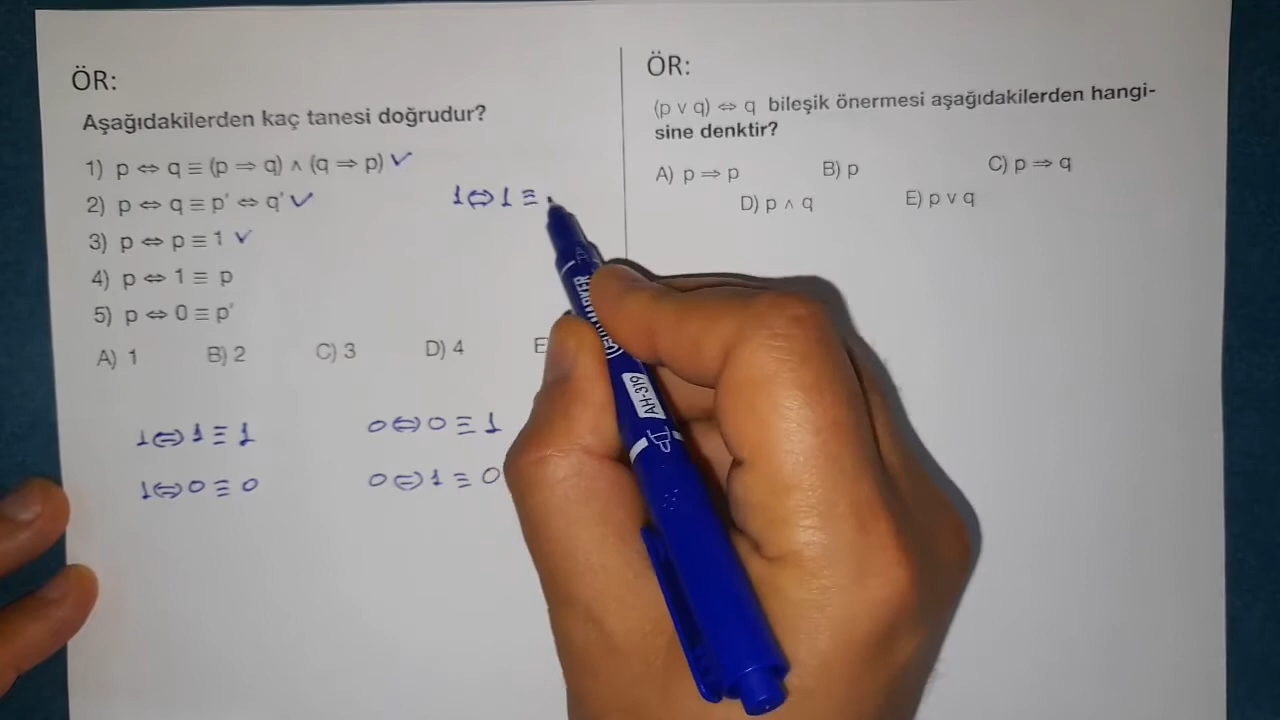 ÖR:
Aşağıdakilerden kaç tanesi doğrudur?
1) p ⇔ q ≡ (p ⇒ q) ∧ (q ⇒ p) ✓
2) p ⇔ q ≡ p' ⇔ q' ✓
3) p ⇔ p ≡ 1 ✓
4) p ⇔ 1 ≡ p
5) p ⇔ 0 ≡ p'
A) 1 B) 2 C) 3 D) 4 E
1⇔1≡1 0⇔0≡1
1⇔0≡0 0⇔1≡0
1⇔1≡
ÖR:
(p ∨ q) ⇔ q bileşik önermesi aşağıdakilerden hangi-
sine denktir?
A) p ⇒ p B) p C) p ⇒ q
D) p ∧ q E) p ∨ q
AH-319